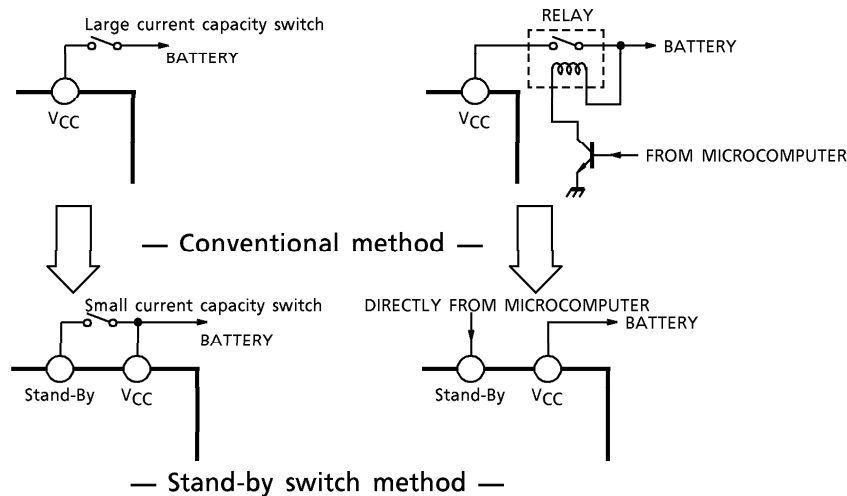 Large current capacity switch
BATTERY
VCC
RELAY
BATTERY
VCC
FROM MICROCOMPUTER
— Conventional method —
Small current capacity switch
BATTERY
Stand-By
VCC
DIRECTLY FROM MICROCOMPUTER
BATTERY
Stand-By
VCC
— Stand-by switch method —